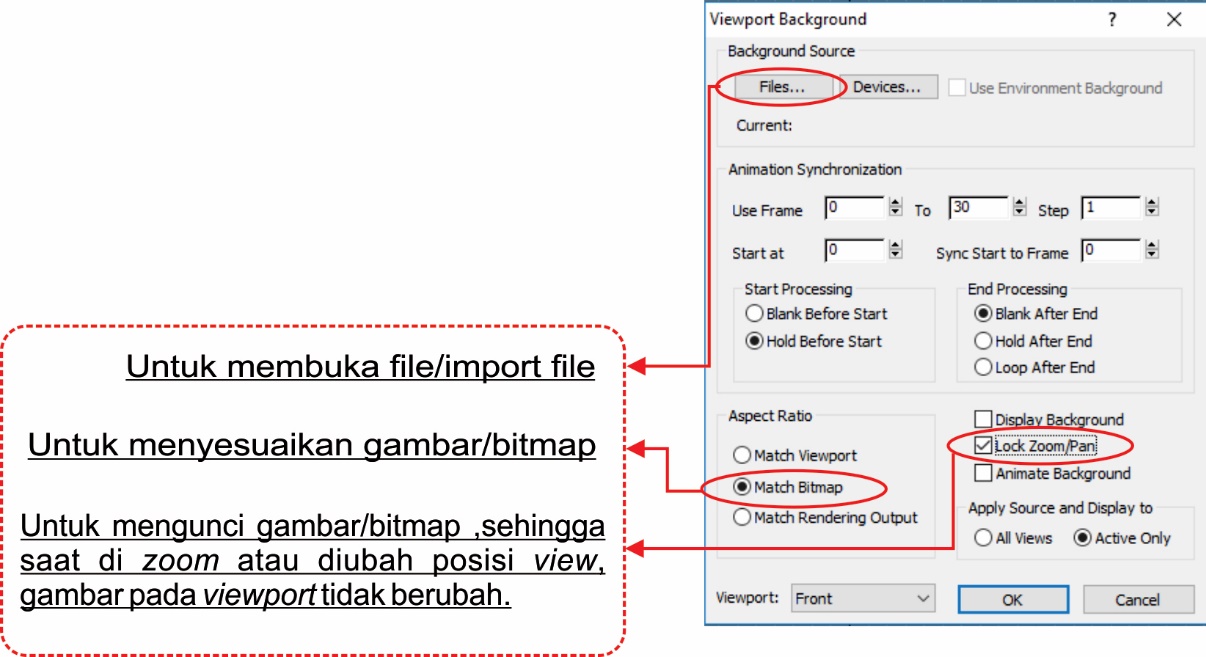 Viewport Background
?
Background Source
Files...
Devices...
Use Environment Background
Current:
Animation Synchronization
Use Frame 0 To 30 Step 1
Start at 0 Sync Start to Frame 0
Start Processing
Blank Before Start
Hold Before Start
End Processing
Blank After End
Hold After End
Loop After End
Aspect Ratio
Match Viewport
Match Bitmap
Match Rendering Output
Display Background
Lock Zoom/Pan
Animate Background
Apply Source and Display to
All Views Active Only
Viewport: Front
OK
Cancel
Untuk membuka file/import file
Untuk menyesuaikan gambar/bitmap
Untuk mengunci gambar/bitmap ,sehingga
saat di zoom atau diubah posisi view,
gambar pada viewport tidak berubah.